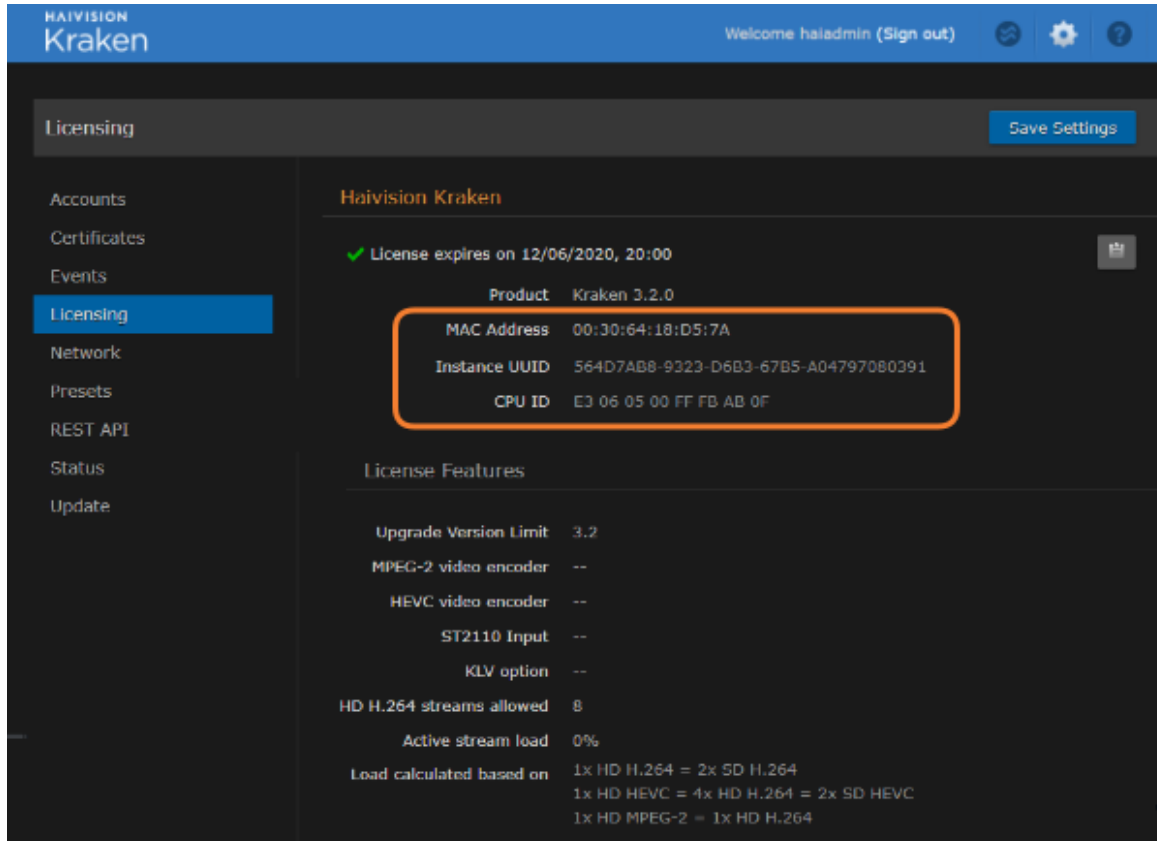 HAIVISION
Kraken
Welcome haiadmin (Sign out)
Licensing
Save Settings
Accounts
Certificates
Events
Licensing
Network
Presets
REST API
Status
Update
Haivision Kraken
License expires on 12/06/2020, 20:00
Product Kraken 3.2.0
MAC Address 00:30:64:18:D5:7A
Instance UUID 564D7AB8-9323-D6B3-67B5-A04797080391
CPU ID E3 06 05 00 FF FB AB 0F
License Features
Upgrade Version Limit 3.2
MPEG-2 video encoder --
HEVC video encoder --
ST2110 Input --
KLV option --
HD H.264 streams allowed 8
Active stream load 0%
Load calculated based on 1x HD H.264 = 2x SD H.264
1x HD HEVC = 4x HD H.264 = 2x SD HEVC
1x HD MPEG-2 = 1x HD H.264